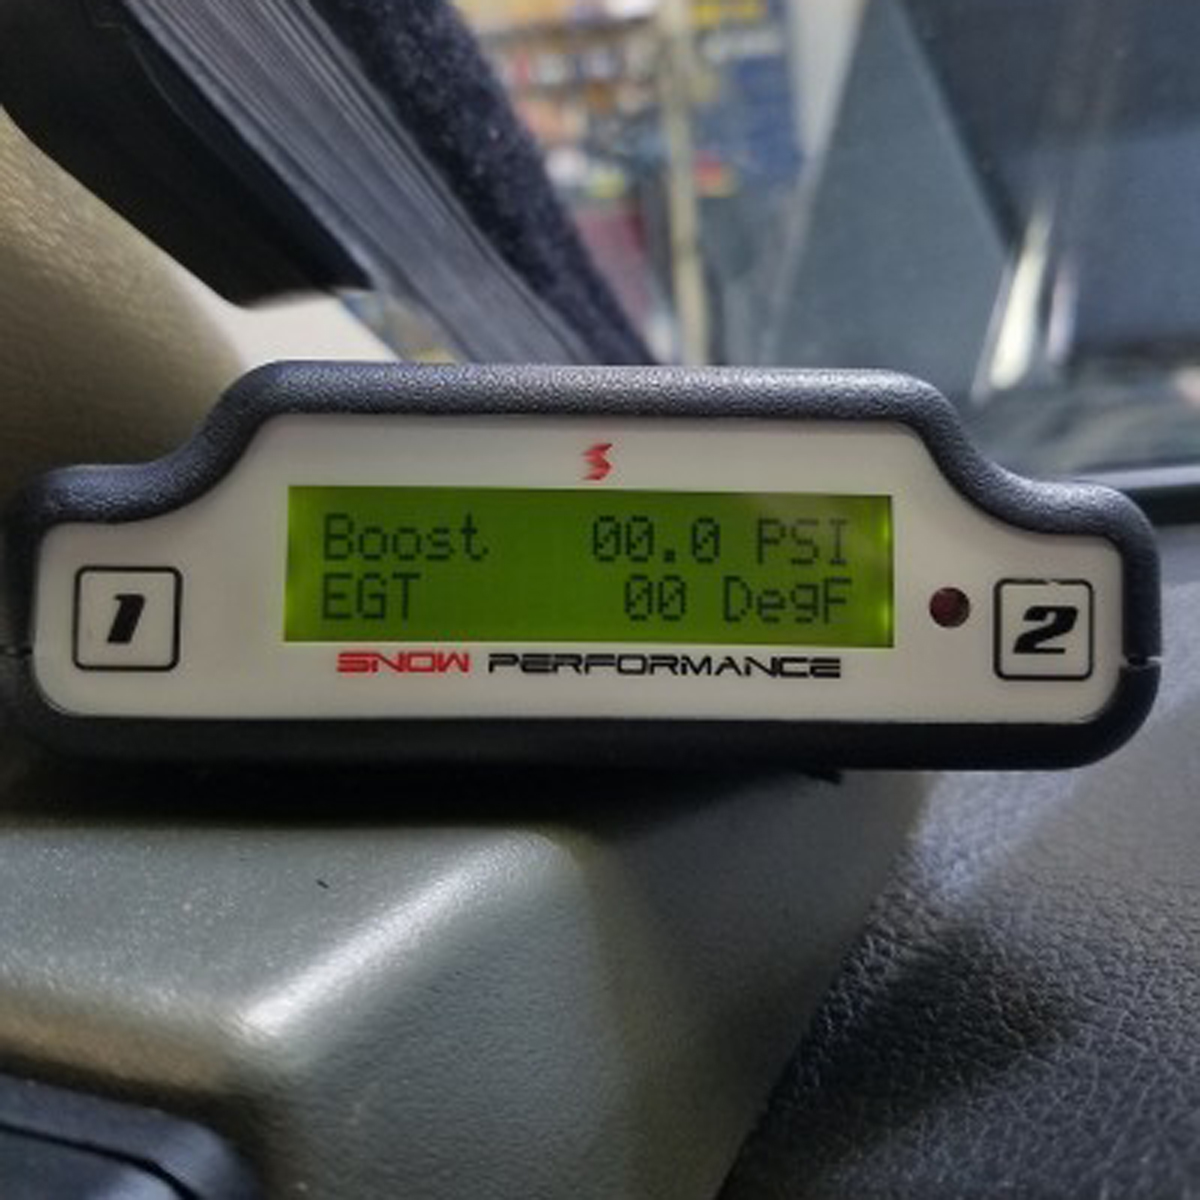 Boost 00.0 PSI
EGT 00 DegF
1
2
SNOW PERFORMANCE